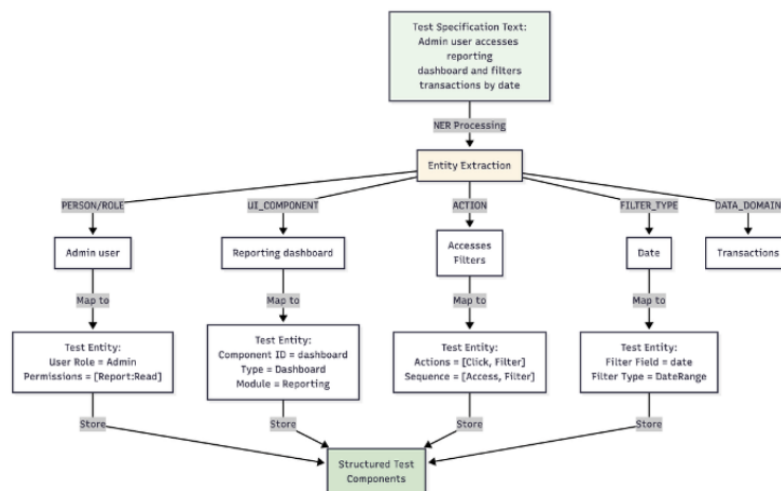 Test Specification Text:
Admin user accesses
reporting
dashboard and filters
transactions by date
NER Processing
Entity Extraction
PERSON/ROLE
UI_COMPONENT
ACTION
FILTER_TYPE
DATA_DOMAIN
Admin user
Reporting dashboard
Accesses
Filters
Date
Transactions
Map to
Map to
Map to
Map to
Test Entity:
User Role = Admin
Permissions = [Report:Read]
Test Entity:
Component ID = dashboard
Type = Dashboard
Module = Reporting
Test Entity:
Actions = [Click, Filter]
Sequence = [Access, Filter]
Test Entity:
Filter Field = date
Filter Type = DateRange
Store
Store
Store
Store
Structured Test
Components